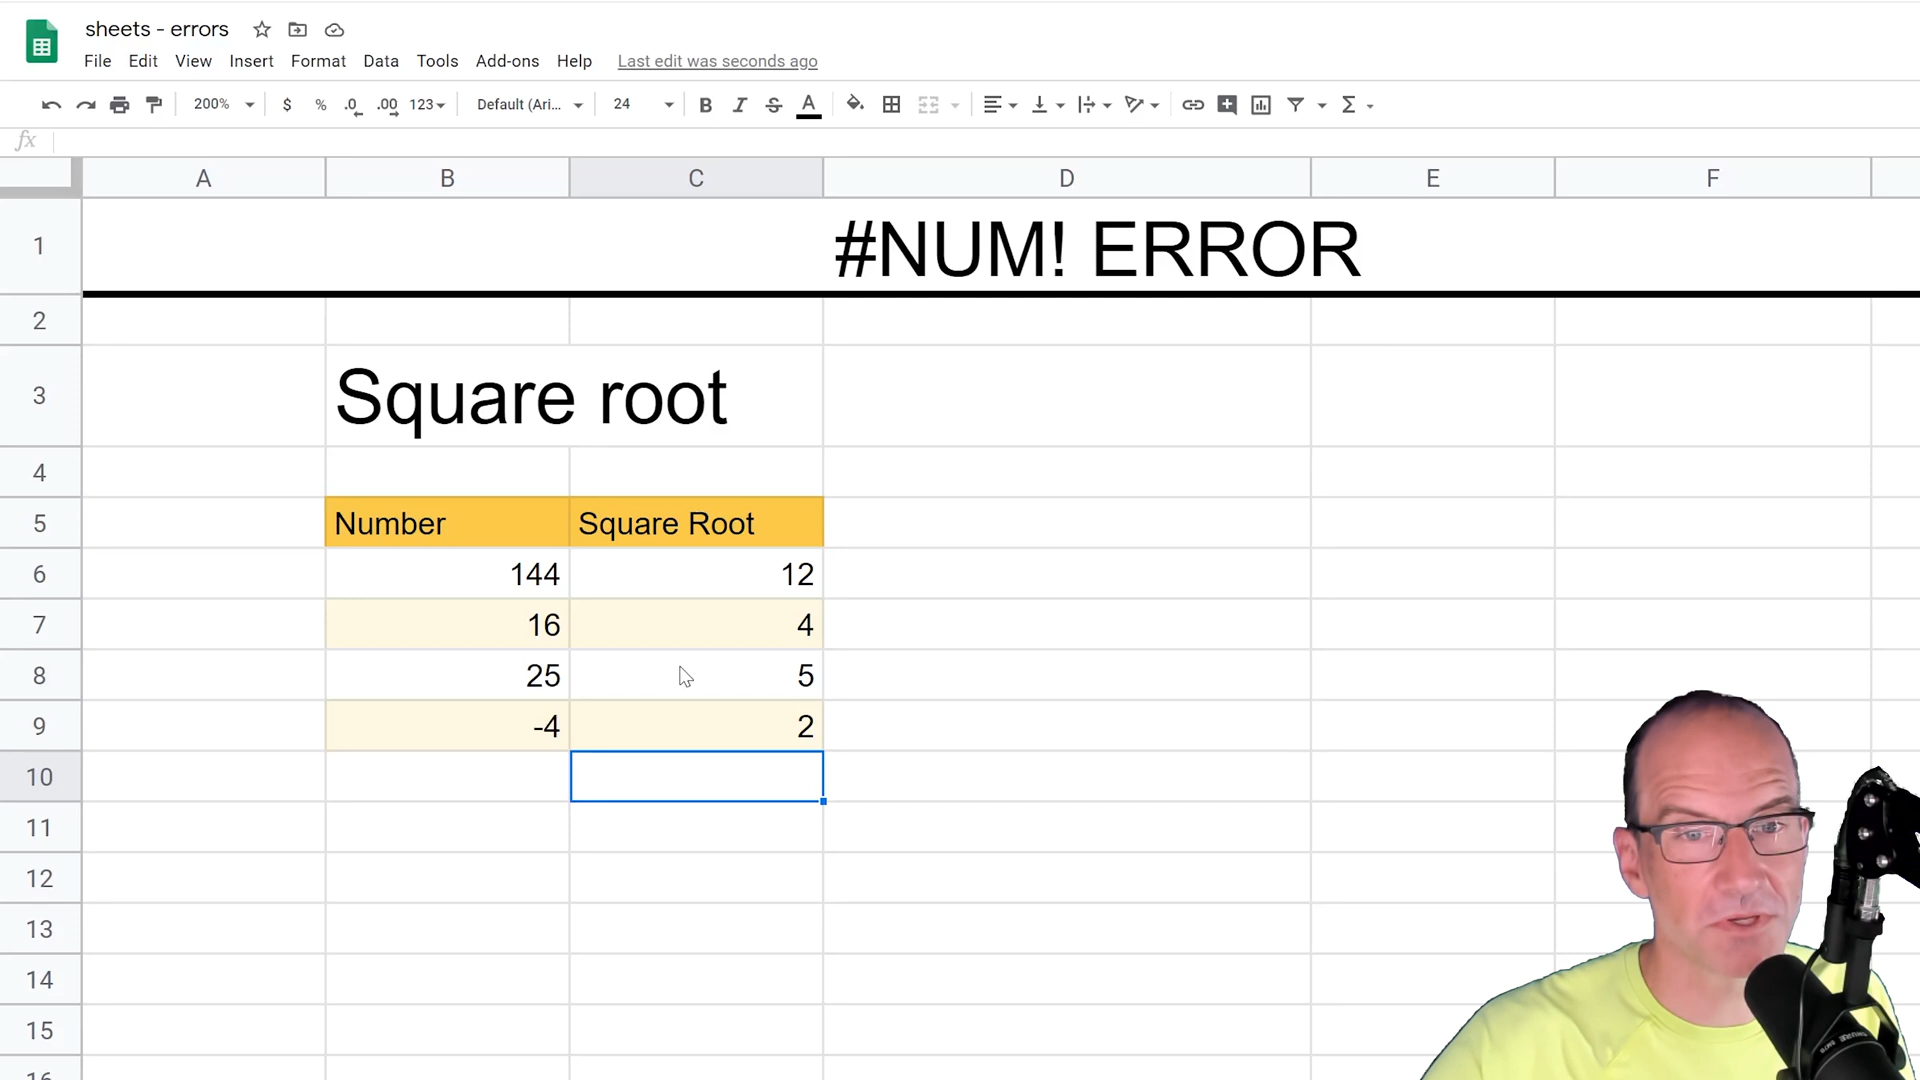 sheets - errors
File Edit View Insert Format Data Tools Add-ons Help Last edit was seconds ago
200% $ % .0 .00 123 Default (Ari... 24 B I S A Σ
fx
A B C D E F
1 #NUM! ERROR
2
3 Square root
4
5 Number Square Root
6 144 12
7 16 4
8 25 5
9 -4 2
10
11
12
13
14
15
16